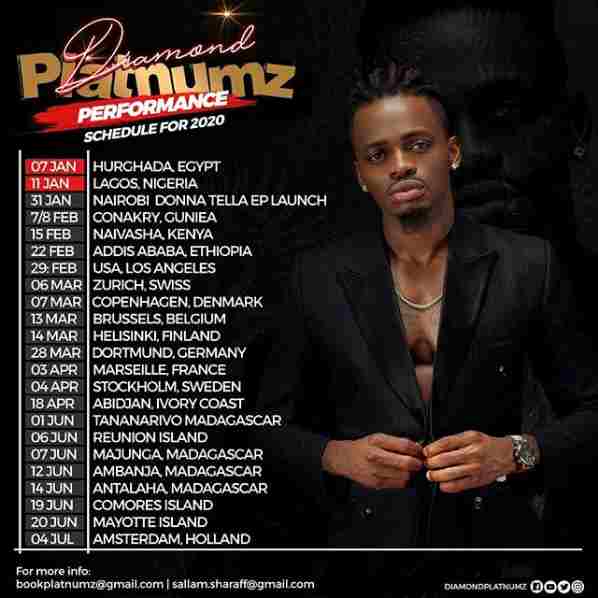 Diamond
Platnumz
PERFORMANCE
SCHEDULE FOR 2020
07 JAN HURGHADA, EGYPT
11 JAN LAGOS, NIGERIA
31 JAN NAIROBI DONNA TELLA EP LAUNCH
7/8 FEB CONAKRY, GUNIEA
15 FEB NAIVASHA, KENYA
22 FEB ADDIS ABABA, ETHIOPIA
29: FEB USA, LOS ANGELES
06 MAR ZURICH, SWISS
07 MAR COPENHAGEN, DENMARK
13 MAR BRUSSELS, BELGIUM
14 MAR HELISINKI, FINLAND
28 MAR DORTMUND, GERMANY
03 APR MARSEILLE, FRANCE
04 APR STOCKHOLM, SWEDEN
18 APR ABIDJAN, IVORY COAST
01 JUN TANANARIVO MADAGASCAR
06 JUN REUNION ISLAND
07 JUN MAJUNGA, MADAGASCAR
12 JUN AMBANJA, MADAGASCAR
14 JUN ANTALAHA, MADAGASCAR
19 JUN COMORES ISLAND
20 JUN MAYOTTE ISLAND
04 JUL AMSTERDAM, HOLLAND
For more info:
bookplatnumz@gmail.com | sallam.sharaff@gmail.com
DIAMONDPLATNUMZ